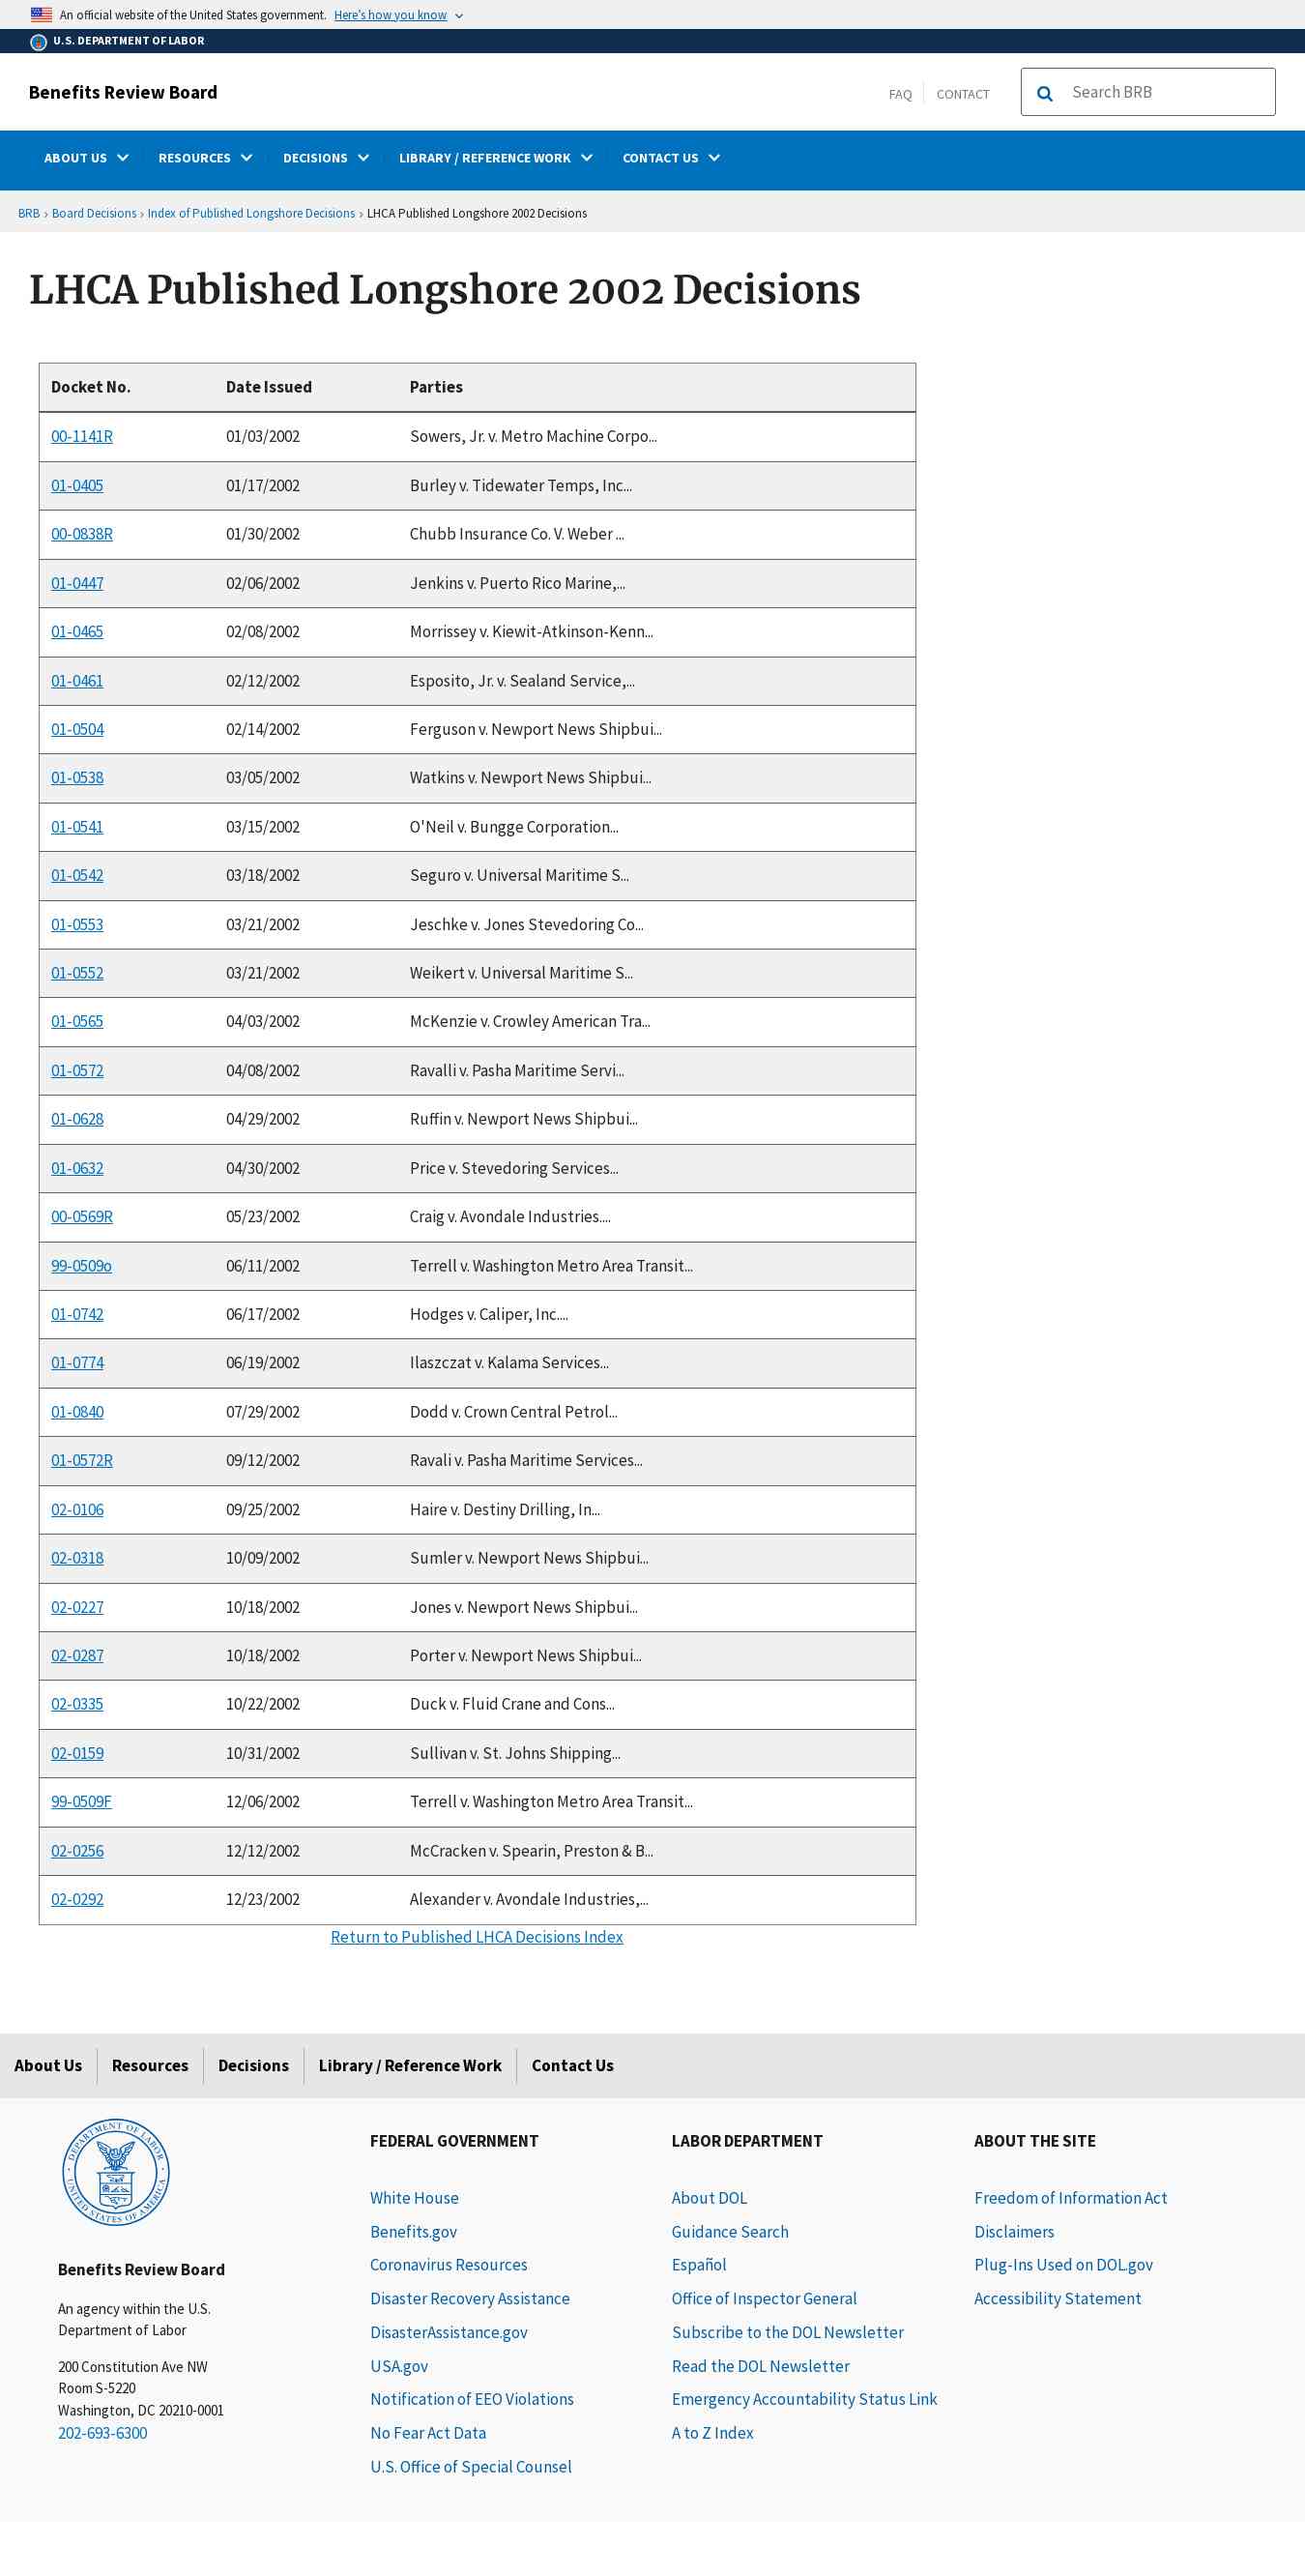 An official website of the United States government. Here's how you know
U.S. DEPARTMENT OF LABOR
Benefits Review Board
FAQ CONTACT Search BRB
ABOUT US RESOURCES DECISIONS LIBRARY / REFERENCE WORK CONTACT US
BRB › Board Decisions › Index of Published Longshore Decisions › LHCA Published Longshore 2002 Decisions
LHCA Published Longshore 2002 Decisions
Docket No. Date Issued Parties
00-1141R 01/03/2002 Sowers, Jr. v. Metro Machine Corpo...
01-0405 01/17/2002 Burley v. Tidewater Temps, Inc...
00-0838R 01/30/2002 Chubb Insurance Co. V. Weber ...
01-0447 02/06/2002 Jenkins v. Puerto Rico Marine,...
01-0465 02/08/2002 Morrissey v. Kiewit-Atkinson-Kenn...
01-0461 02/12/2002 Esposito, Jr. v. Sealand Service,...
01-0504 02/14/2002 Ferguson v. Newport News Shipbui...
01-0538 03/05/2002 Watkins v. Newport News Shipbui...
01-0541 03/15/2002 O'Neil v. Bungge Corporation...
01-0542 03/18/2002 Seguro v. Universal Maritime S...
01-0553 03/21/2002 Jeschke v. Jones Stevedoring Co...
01-0552 03/21/2002 Weikert v. Universal Maritime S...
01-0565 04/03/2002 McKenzie v. Crowley American Tra...
01-0572 04/08/2002 Ravalli v. Pasha Maritime Servi...
01-0628 04/29/2002 Ruffin v. Newport News Shipbui...
01-0632 04/30/2002 Price v. Stevedoring Services...
00-0569R 05/23/2002 Craig v. Avondale Industries....
99-0509o 06/11/2002 Terrell v. Washington Metro Area Transit...
01-0742 06/17/2002 Hodges v. Caliper, Inc....
01-0774 06/19/2002 Ilaszczat v. Kalama Services...
01-0840 07/29/2002 Dodd v. Crown Central Petrol...
01-0572R 09/12/2002 Ravali v. Pasha Maritime Services...
02-0106 09/25/2002 Haire v. Destiny Drilling, In...
02-0318 10/09/2002 Sumler v. Newport News Shipbui...
02-0227 10/18/2002 Jones v. Newport News Shipbui...
02-0287 10/18/2002 Porter v. Newport News Shipbui...
02-0335 10/22/2002 Duck v. Fluid Crane and Cons...
02-0159 10/31/2002 Sullivan v. St. Johns Shipping...
99-0509F 12/06/2002 Terrell v. Washington Metro Area Transit...
02-0256 12/12/2002 McCracken v. Spearin, Preston & B...
02-0292 12/23/2002 Alexander v. Avondale Industries,...
Return to Published LHCA Decisions Index
About Us Resources Decisions Library / Reference Work Contact Us
DEPARTMENT OF LABOR
UNITED STATES OF AMERICA
Benefits Review Board
An agency within the U.S.
Department of Labor
200 Constitution Ave NW
Room S-5220
Washington, DC 20210-0001
202-693-6300
FEDERAL GOVERNMENT
White House
Benefits.gov
Coronavirus Resources
Disaster Recovery Assistance
DisasterAssistance.gov
USA.gov
Notification of EEO Violations
No Fear Act Data
U.S. Office of Special Counsel
LABOR DEPARTMENT
About DOL
Guidance Search
Español
Office of Inspector General
Subscribe to the DOL Newsletter
Read the DOL Newsletter
Emergency Accountability Status Link
A to Z Index
ABOUT THE SITE
Freedom of Information Act
Disclaimers
Plug-Ins Used on DOL.gov
Accessibility Statement